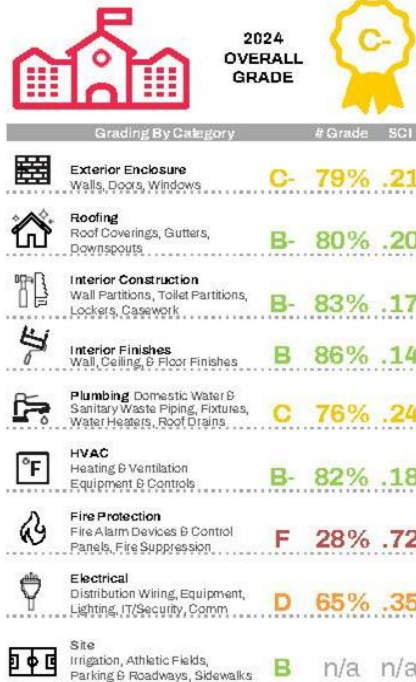 2024
OVERALL
GRADE
C-
Grading By Category # Grade SCI
Exterior Enclosure
Walls, Doors, Windows
C- 79% .21
Roofing
Roof Coverings, Gutters,
Downspouts
B- 80% .20
Interior Construction
Wall Partitions, Toilet Partitions,
Lockers, Casework
B- 83% .17
Interior Finishes
Wall, Ceiling, & Floor Finishes
B 86% .14
Plumbing Domestic Water &
Sanitary Waste Piping, Fixtures,
Water Heaters, Roof Drains
C 76% .24
°F
HVAC
Heating & Ventilation
Equipment & Controls
B- 82% .18
Fire Protection
Fire Alarm Devices & Control
Panels, Fire Suppression
F 28% .72
Electrical
Distribution Wiring, Equipment,
Lighting, IT/Security, Comm
D 65% .35
Site
Irrigation, Athletic Fields,
Parking & Roadways, Sidewalks
B n/a n/a